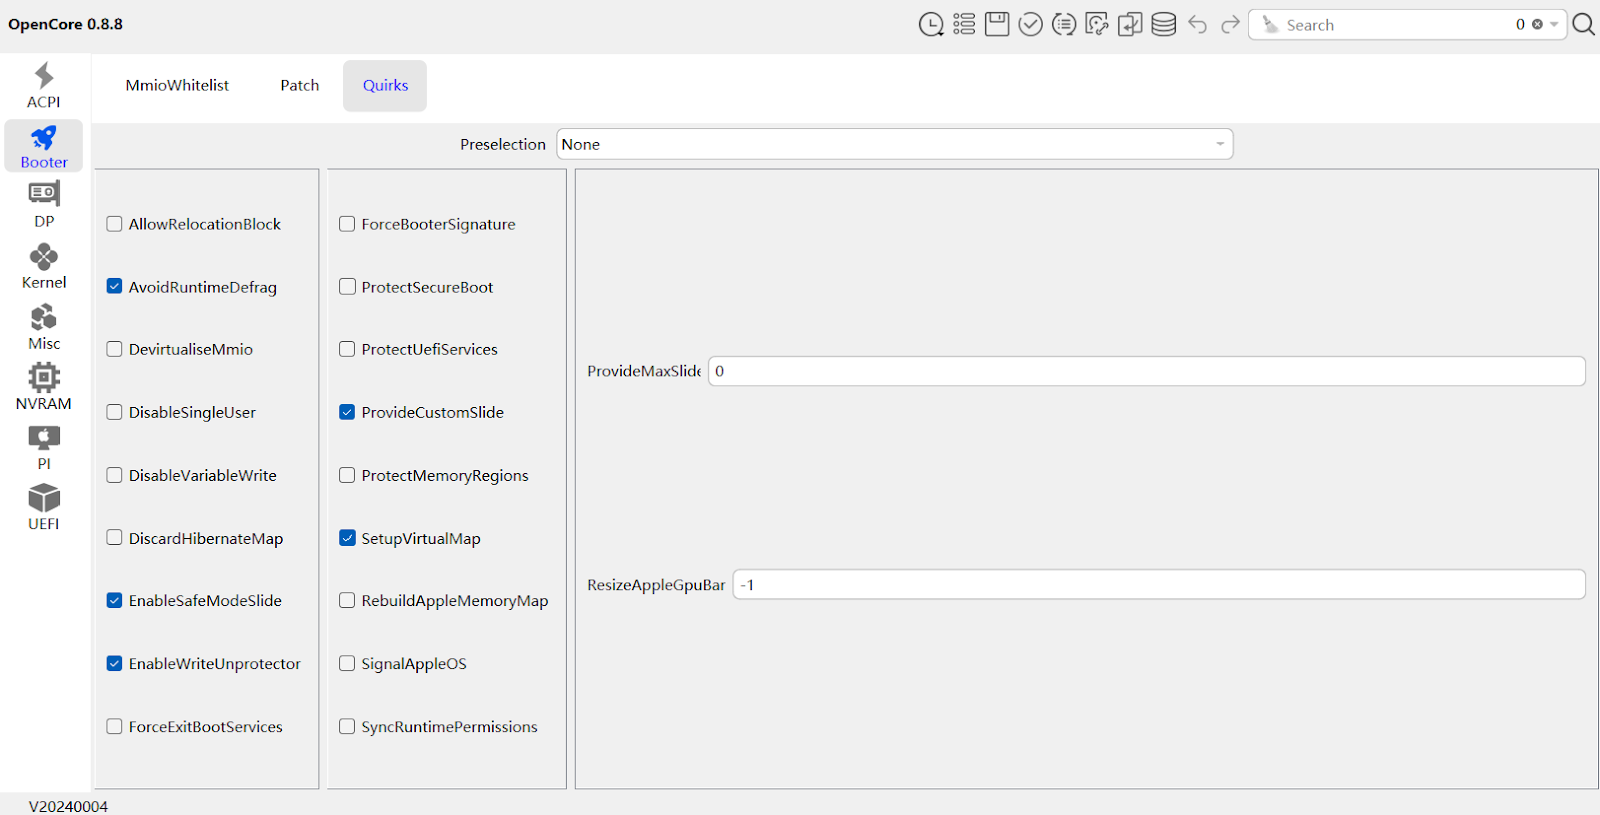 OpenCore 0.8.8
Search
0
ACPI
Booter
DP
Kernel
Misc
NVRAM
PI
UEFI
MmioWhitelist
Patch
Quirks
Preselection
None
AllowRelocationBlock
AvoidRuntimeDefrag
DevirtualiseMmio
DisableSingleUser
DisableVariableWrite
DiscardHibernateMap
EnableSafeModeSlide
EnableWriteUnprotector
ForceExitBootServices
ForceBooterSignature
ProtectSecureBoot
ProtectUefiServices
ProvideCustomSlide
ProtectMemoryRegions
SetupVirtualMap
RebuildAppleMemoryMap
SignalAppleOS
SyncRuntimePermissions
ProvideMaxSlide
0
ResizeAppleGpuBar
-1
V20240004